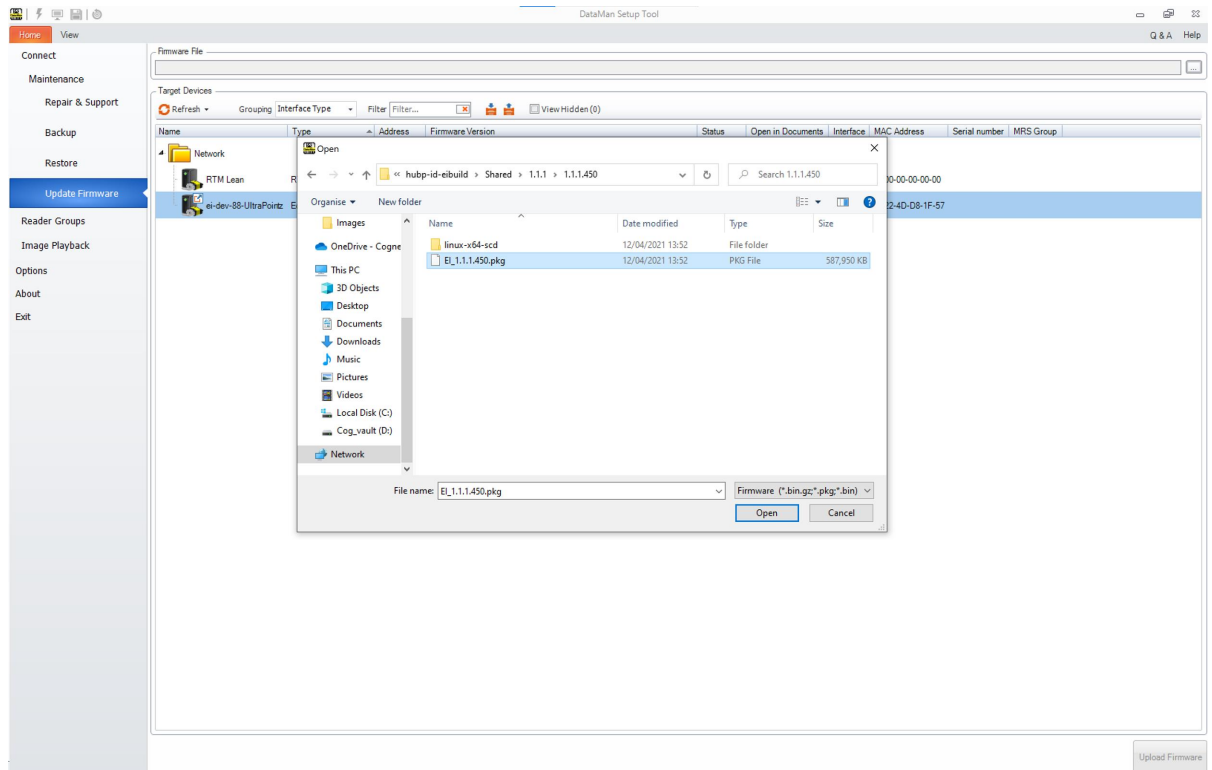 DataMan Setup Tool
Home View Q & A Help
Connect
Maintenance
Repair & Support
Backup
Restore
Update Firmware
Reader Groups
Image Playback
Options
About
Exit
Firmware File
...
Target Devices
Refresh Grouping Interface Type Filter Filter... View Hidden (0)
Name Type Address Firmware Version Status Open in Documents Interface MAC Address Serial number MRS Group
Network
RTM Lean R 00-00-00-00-00
ei-dev-88-UltraPointz E 22-4D-D8-1F-57
Open
« hubp-id-eibuild > Shared > 1.1.1 > 1.1.1.450 Search 1.1.1.450
Organise New folder
Images
OneDrive - Cogne
This PC
3D Objects
Desktop
Documents
Downloads
Music
Pictures
Videos
Local Disk (C:)
Cog_vault (D:)
Network
Name Date modified Type Size
linux-x64-scd 12/04/2021 13:52 File folder
EI_1.1.1.450.pkg 12/04/2021 13:52 PKG File 587,950 KB
File name: EI_1.1.1.450.pkg Firmware (*.bin.gz;*.pkg;*.bin)
Open Cancel
Upload Firmware